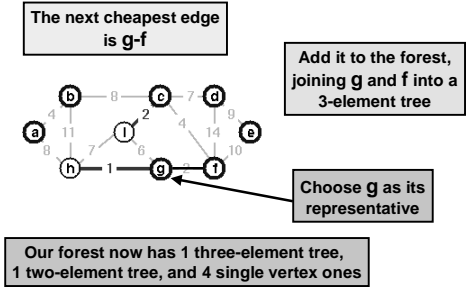 The next cheapest edge
is g-f
Add it to the forest,
joining g and f into a
3-element tree
b 8 c 7 d
4 2 9
a 11 I 4 14 e
8 7 6 10
h 1 g 2 f
Choose g as its
representative
Our forest now has 1 three-element tree,
1 two-element tree, and 4 single vertex ones